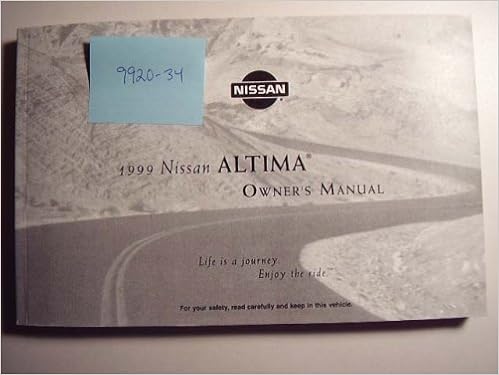 9920-34
NISSAN
1999 Nissan ALTIMA®
OWNER'S MANUAL
Life is a journey.
Enjoy the ride.
For your safety, read carefully and keep in this vehicle.